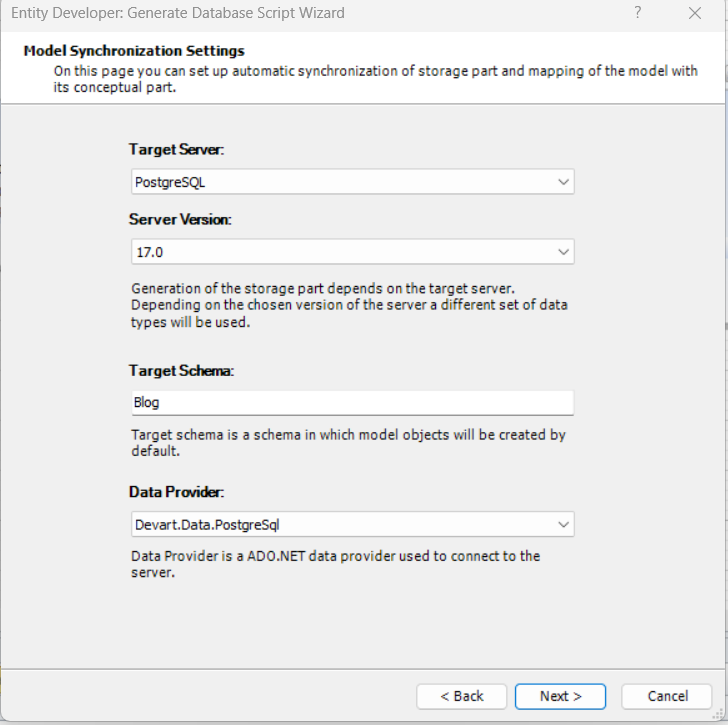 Entity Developer: Generate Database Script Wizard ?
Model Synchronization Settings
On this page you can set up automatic synchronization of storage part and mapping of the model with
its conceptual part.
Target Server:
PostgreSQL
Server Version:
17.0
Generation of the storage part depends on the target server.
Depending on the chosen version of the server a different set of data
types will be used.
Target Schema:
Blog
Target schema is a schema in which model objects will be created by
default.
Data Provider:
Devart.Data.PostgreSql
Data Provider is a ADO.NET data provider used to connect to the
server.
< Back Next > Cancel